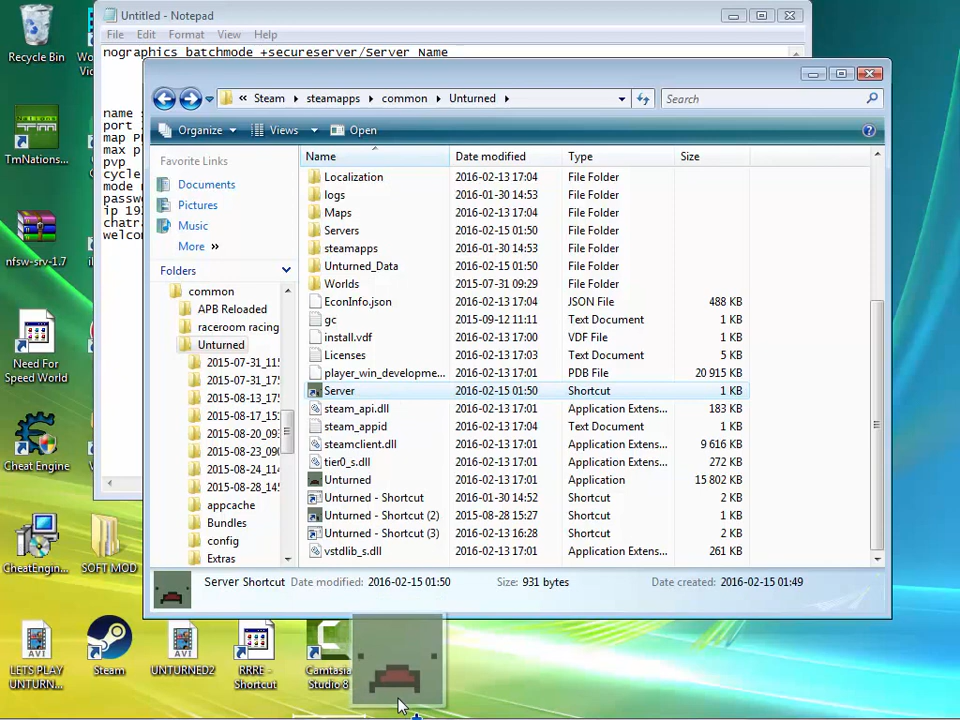 Untitled - Notepad
File Edit Format View Help
nographics batchmode +secureserver/Server Name
« Steam steamapps common Unturned
Search
Organize Views Open
Favorite Links
Documents
Pictures
Music
More »
Folders
common
APB Reloaded
raceroom racing
Unturned
2015-07-31_11
2015-07-31_17
2015-08-13_17
2015-08-17_15
2015-08-20_09
2015-08-23_09
2015-08-24_11
2015-08-28_14
appcache
Bundles
config
Extras
Name Date modified Type Size
Localization 2016-02-13 17:04 File Folder
logs 2016-01-30 14:53 File Folder
Maps 2016-02-13 17:04 File Folder
Servers 2016-02-15 01:50 File Folder
steamapps 2016-01-30 14:53 File Folder
Unturned_Data 2016-02-13 17:04 File Folder
Worlds 2015-07-31 09:29 File Folder
EconInfo.json 2016-02-13 17:04 JSON File 488 KB
gc 2015-09-12 11:11 Text Document 1 KB
install.vdf 2016-02-13 17:00 VDF File 1 KB
Licenses 2016-02-13 17:03 Text Document 5 KB
player_win_developme... 2016-02-13 17:01 PDB File 20 915 KB
Server 2016-02-15 01:50 Shortcut 1 KB
steam_api.dll 2016-02-13 17:01 Application Extens... 183 KB
steam_appid 2016-02-13 17:01 Text Document 1 KB
steamclient.dll 2016-02-13 17:01 Application Extens... 9 616 KB
tier0_s.dll 2016-02-13 17:01 Application Extens... 272 KB
Unturned 2016-02-13 17:01 Application 15 802 KB
Unturned - Shortcut 2016-01-30 14:52 Shortcut 2 KB
Unturned - Shortcut (2) 2015-08-28 15:27 Shortcut 1 KB
Unturned - Shortcut (3) 2016-02-13 16:28 Shortcut 2 KB
vstdlib_s.dll 2016-02-13 17:01 Application Extens... 261 KB
Server Shortcut Date modified: 2016-02-15 01:50 Size: 931 bytes Date created: 2016-02-15 01:49
name
port
map
max
pvp
cycle
mode
passw
ip 19
chatr
welco
Recycle Bin
TmNations...
nfsw-srv-1.7
Need For
Speed World
Cheat Engine
CheatEngin...
SOFT MOD
LETS PLAY
UNTURN...
Steam
UNTURNED2
RRRE -
Shortcut
Camtasia
Studio 8